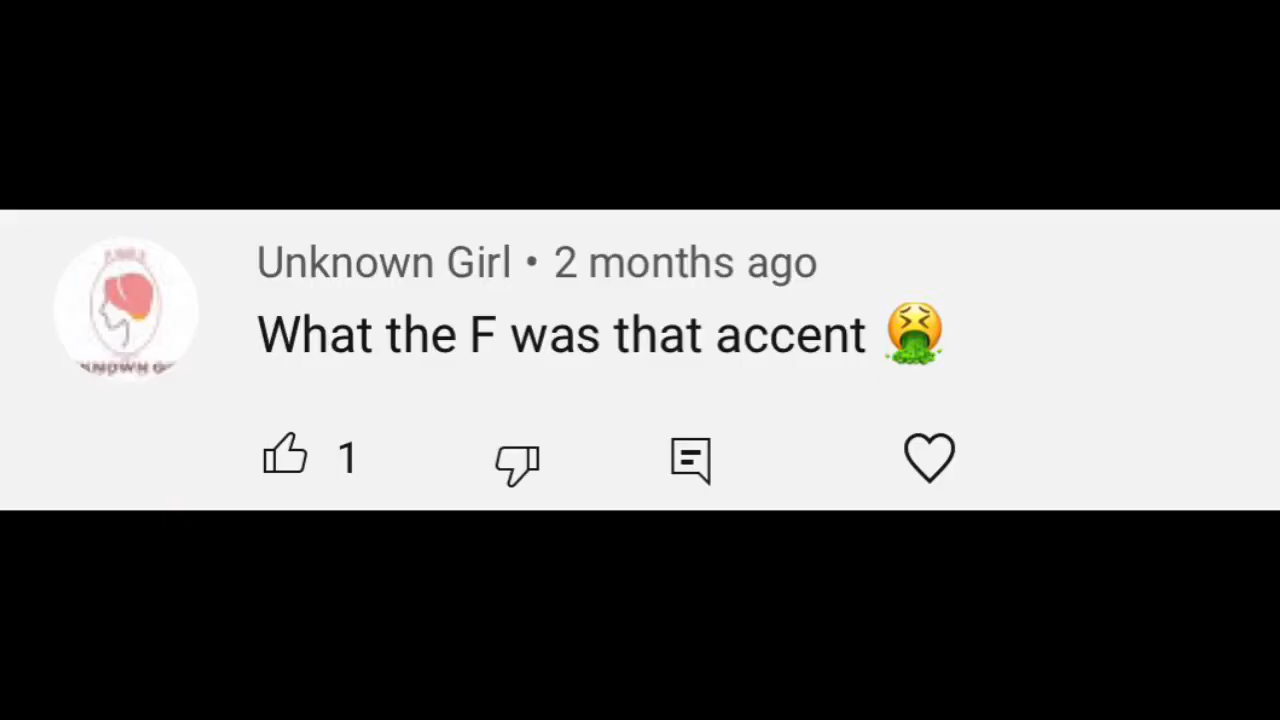 Unknown Girl • 2 months ago
What the F was that accent 🤮
1